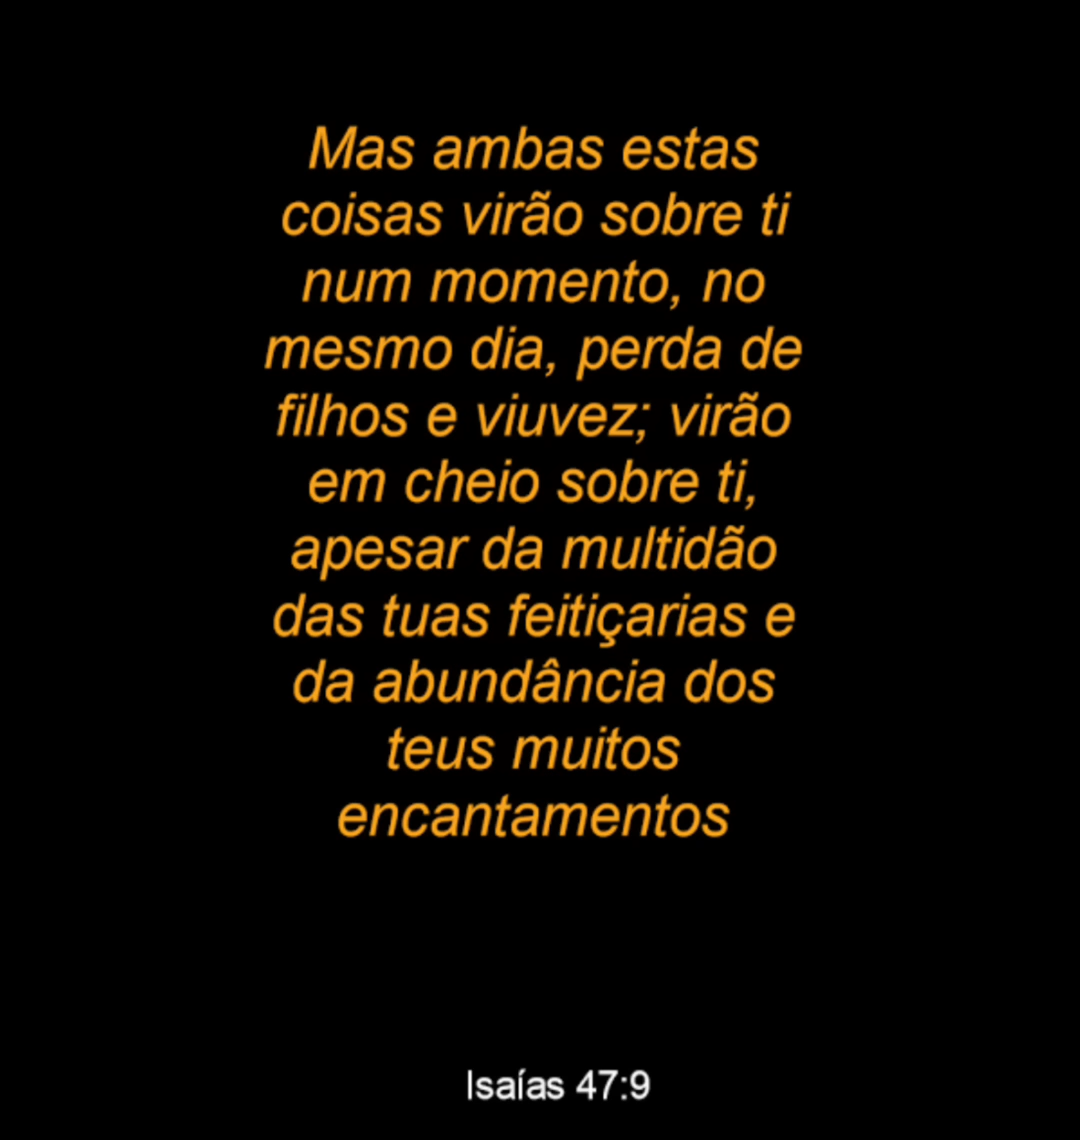 Mas ambas estas
coisas virão sobre ti
num momento, no
mesmo dia, perda de
filhos e viuvez; virão
em cheio sobre ti,
apesar da multidão
das tuas feitiçarias e
da abundância dos
teus muitos
encantamentos
Isaías 47:9